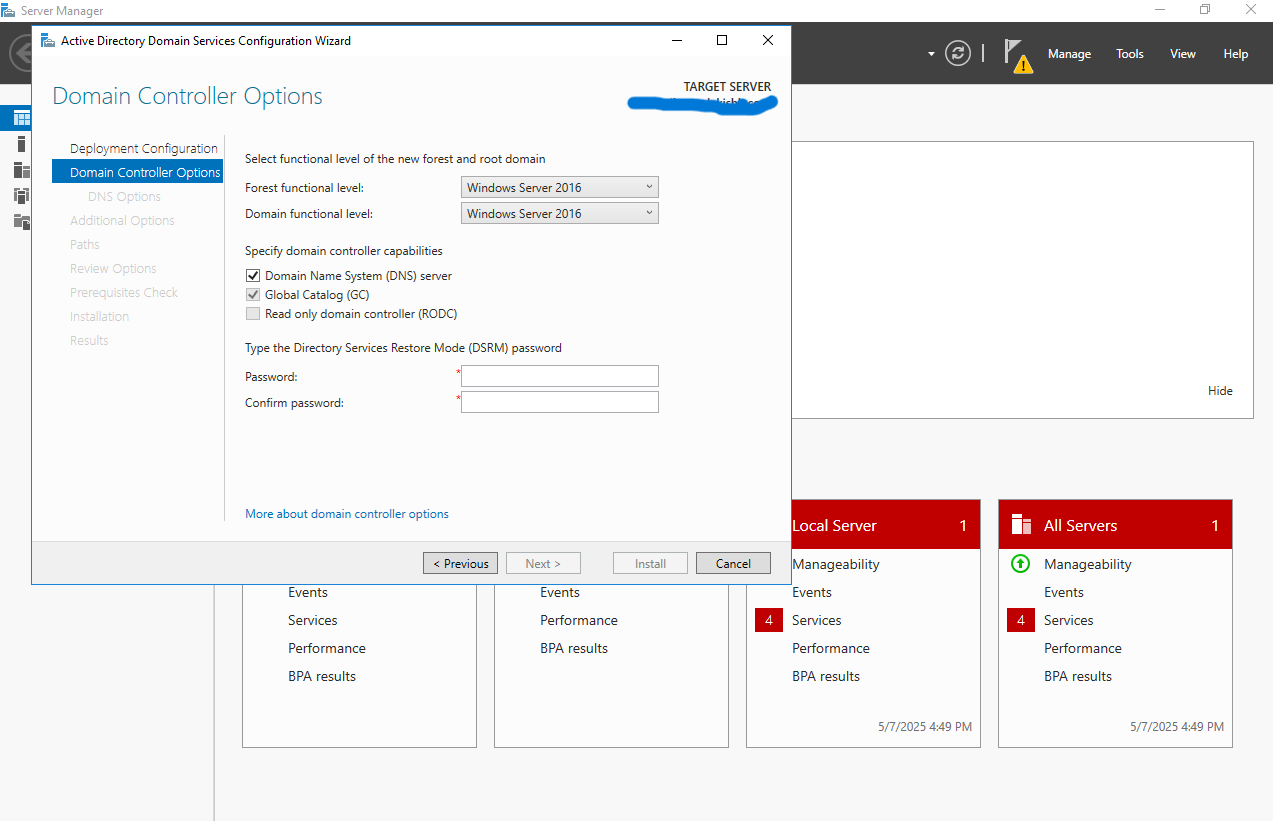 Server Manager
Active Directory Domain Services Configuration Wizard
Manage Tools View Help
Domain Controller Options
TARGET SERVER
Deployment Configuration
Domain Controller Options
DNS Options
Additional Options
Paths
Review Options
Prerequisites Check
Installation
Results
Select functional level of the new forest and root domain
Forest functional level: Windows Server 2016
Domain functional level: Windows Server 2016
Specify domain controller capabilities
Domain Name System (DNS) server
Global Catalog (GC)
Read only domain controller (RODC)
Type the Directory Services Restore Mode (DSRM) password
Password: *
Confirm password: *
More about domain controller options
< Previous Next > Install Cancel
Hide
Events
Services
Performance
BPA results
Events
Performance
BPA results
Local Server 1
Manageability
Events
4 Services
Performance
BPA results
5/7/2025 4:49 PM
All Servers 1
Manageability
Events
4 Services
Performance
BPA results
5/7/2025 4:49 PM